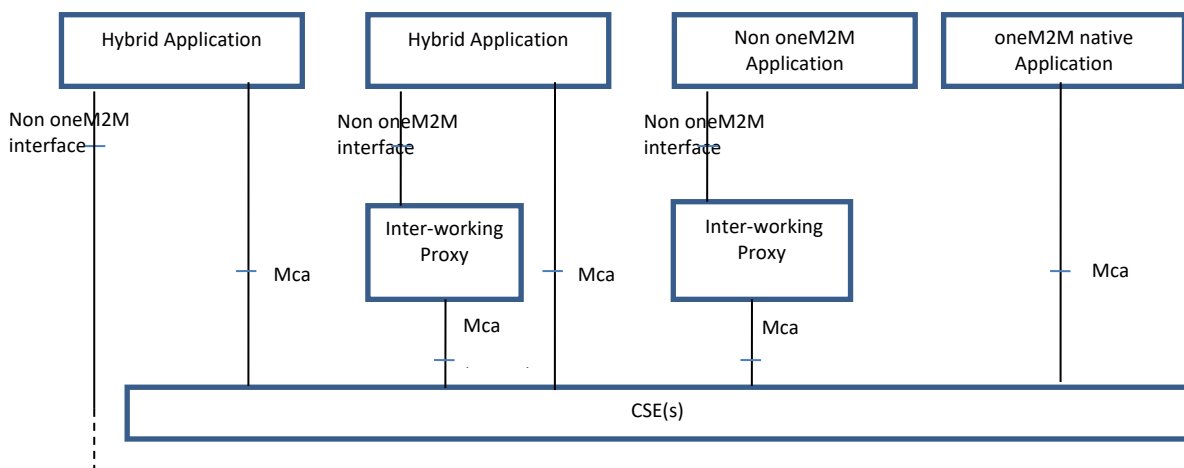 Hybrid Application
Hybrid Application
Non oneM2M
Application
oneM2M native
Application
Non oneM2M
interface
Non oneM2M
interface
Non oneM2M
interface
Inter-working
Proxy
Inter-working
Proxy
Mca
Mca
Mca
Mca
Mca
CSE(s)